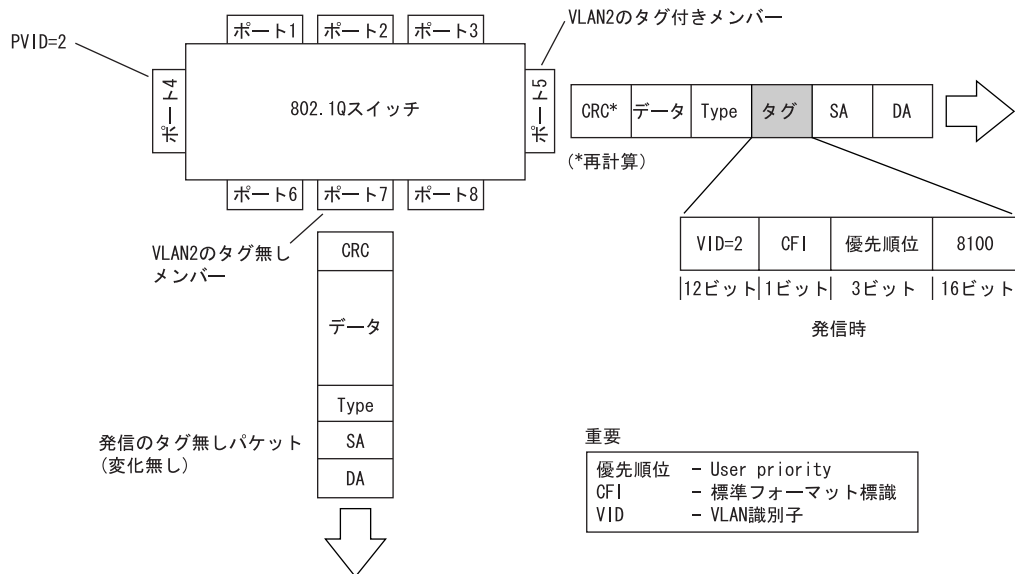 ポート1
ポート2
ポート3
VLAN2のタグ付きメンバー
PVID=2
ポート4
802.1Qスイッチ
ポート5
CRC*
データ
Type
タグ
SA
DA
(*再計算)
ポート6
ポート7
ポート8
VLAN2のタグ無し
メンバー
CRC
データ
Type
SA
DA
VID=2
CFI
優先順位
8100
12ビット
1ビット
3ビット
16ビット
発信時
発信のタグ無しパケット
(変化無し)
重要
優先順位 - User priority
CFI - 標準フォーマット標識
VID - VLAN識別子